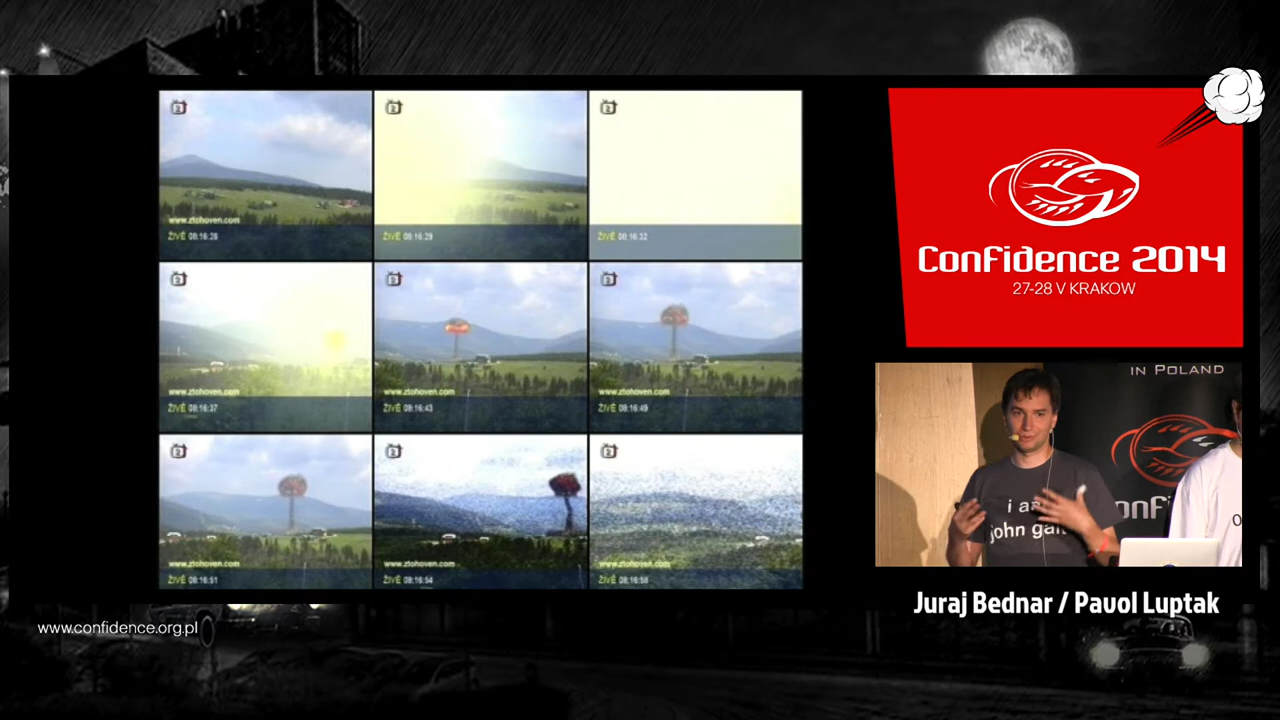 www.ztohoven.com
ŽIVĚ 08:16:28
ŽIVĚ 08:16:29
ŽIVĚ 08:16:32
www.ztohoven.com
ŽIVĚ 08:16:37
www.ztohoven.com
ŽIVĚ 08:16:43
www.ztohoven.com
ŽIVĚ 08:16:49
www.ztohoven.com
ŽIVĚ 08:16:51
www.ztohoven.com
ŽIVĚ 08:16:54
www.ztohoven.com
ŽIVĚ 08:16:58
Confidence 2014
27-28 V KRAKOW
IN POLAND
i am
john galt
Juraj Bednar / Pavol Luptak
www.confidence.org.pl